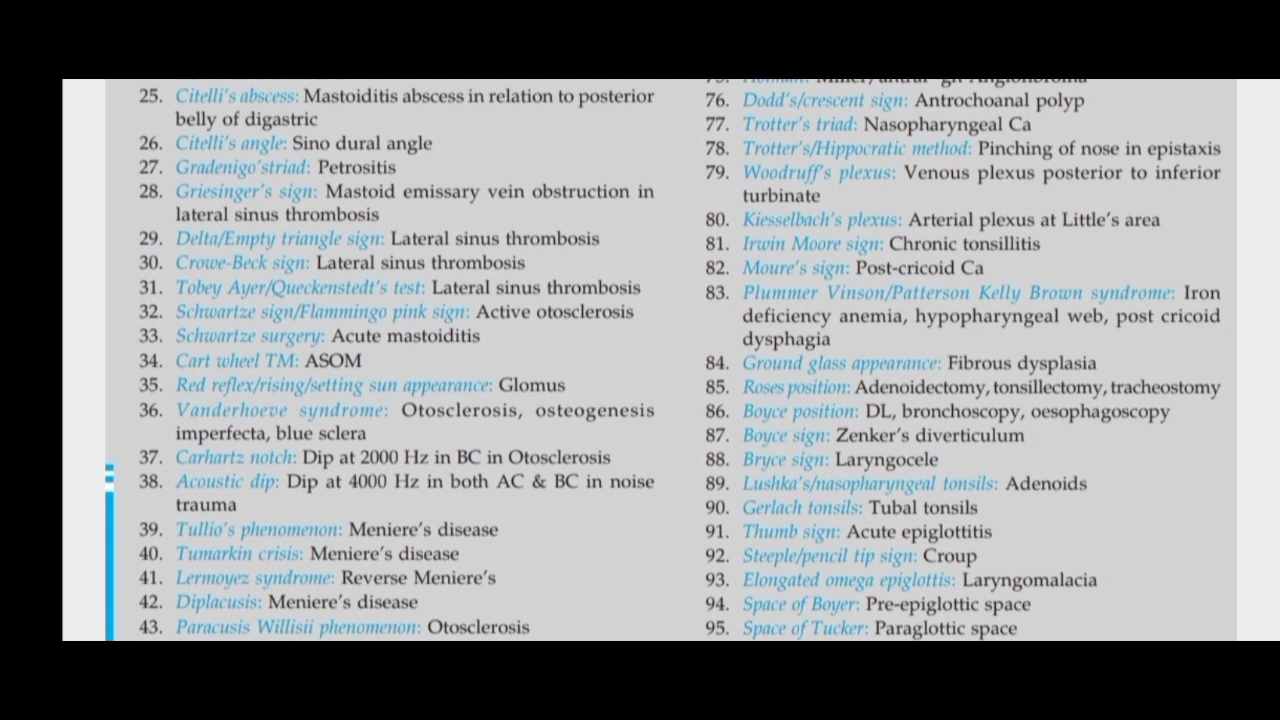 25. Citelli's abscess: Mastoiditis abscess in relation to posterior
belly of digastric
26. Citelli's angle: Sino dural angle
27. Gradenigo'striad: Petrositis
28. Griesinger's sign: Mastoid emissary vein obstruction in
lateral sinus thrombosis
29. Delta/Empty triangle sign: Lateral sinus thrombosis
30. Crowe-Beck sign: Lateral sinus thrombosis
31. Tobey Ayer/Queckenstedt's test: Lateral sinus thrombosis
32. Schwartze sign/Flammingo pink sign: Active otosclerosis
33. Schwartze surgery: Acute mastoiditis
34. Cart wheel TM: ASOM
35. Red reflex/rising/setting sun appearance: Glomus
36. Vanderhoeve syndrome: Otosclerosis, osteogenesis
imperfecta, blue sclera
37. Carhartz notch: Dip at 2000 Hz in BC in Otosclerosis
38. Acoustic dip: Dip at 4000 Hz in both AC & BC in noise
trauma
39. Tullio's phenomenon: Meniere's disease
40. Tumarkin crisis: Meniere's disease
41. Lermoyez syndrome: Reverse Meniere's
42. Diplacusis: Meniere's disease
43. Paracusis Willisii phenomenon: Otosclerosis
76. Dodd's/crescent sign: Antrochoanal polyp
77. Trotter's triad: Nasopharyngeal Ca
78. Trotter's/Hippocratic method: Pinching of nose in epistaxis
79. Woodruff's plexus: Venous plexus posterior to inferior
turbinate
80. Kiesselbach's plexus: Arterial plexus at Little's area
81. Irwin Moore sign: Chronic tonsillitis
82. Moure's sign: Post-cricoid Ca
83. Plummer Vinson/Patterson Kelly Brown syndrome: Iron
deficiency anemia, hypopharyngeal web, post cricoid
dysphagia
84. Ground glass appearance: Fibrous dysplasia
85. Roses position: Adenoidectomy, tonsillectomy, tracheostomy
86. Boyce position: DL, bronchoscopy, oesophagoscopy
87. Boyce sign: Zenker's diverticulum
88. Bryce sign: Laryngocele
89. Lushka's/nasopharyngeal tonsils: Adenoids
90. Gerlach tonsils: Tubal tonsils
91. Thumb sign: Acute epiglottitis
92. Steeple/pencil tip sign: Croup
93. Elongated omega epiglottis: Laryngomalacia
94. Space of Boyer: Pre-epiglottic space
95. Space of Tucker: Paraglottic space